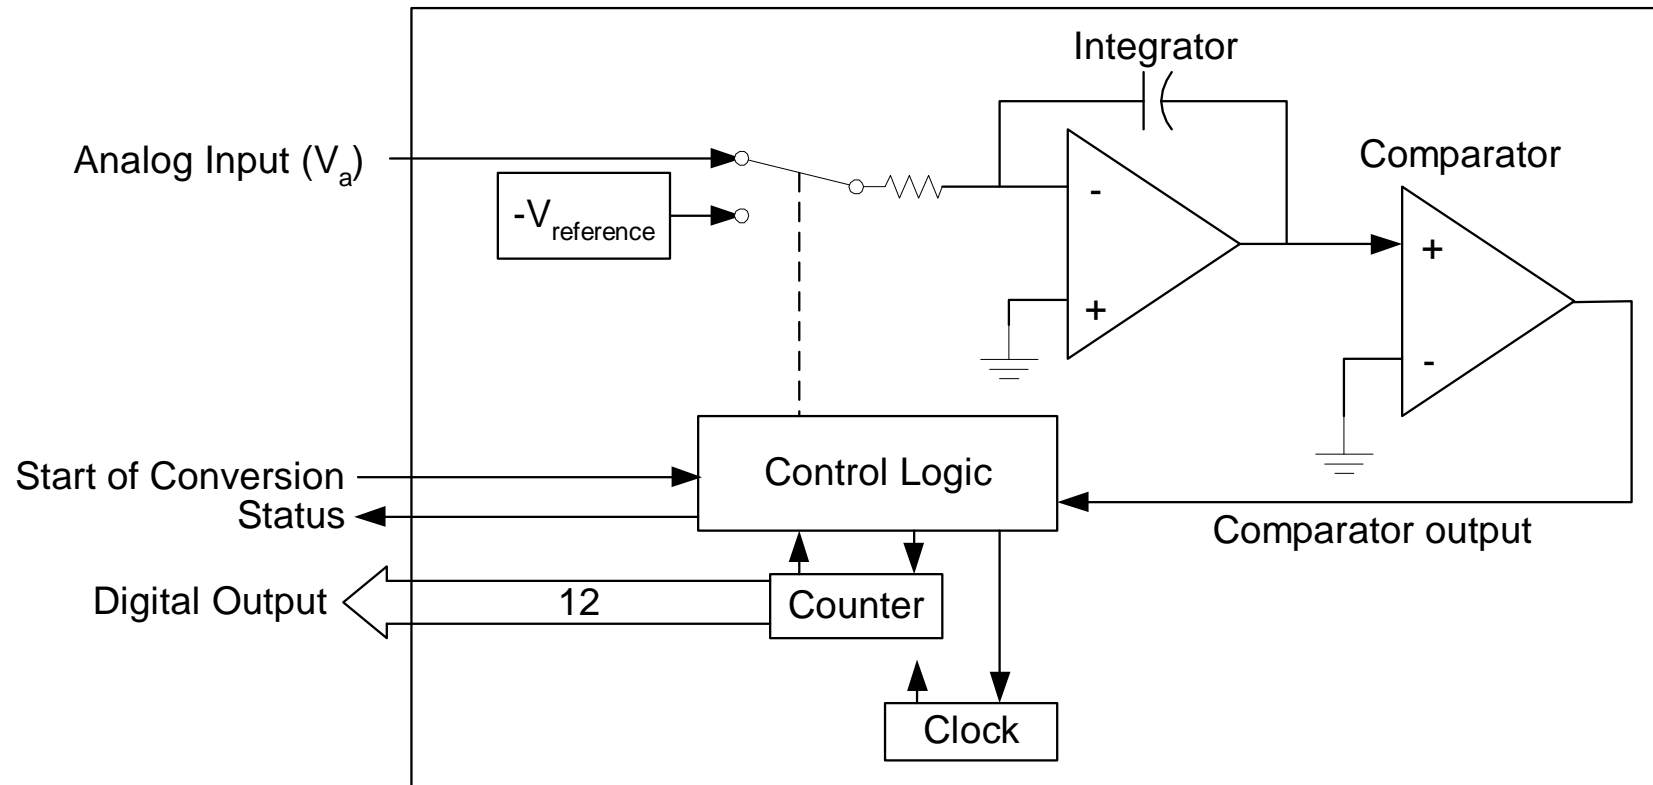 Integrator
Comparator
Analog Input (Va)
-Vreference
-
+
+
-
Start of Conversion
Status
Control Logic
Comparator output
Digital Output
12
Counter
Clock